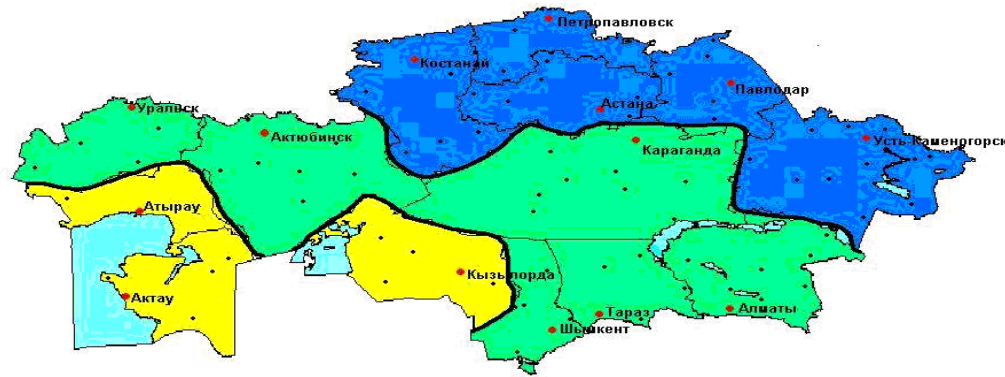 Петропавловск
Костанай
Павлодар
Астана
Уральск
Актюбинск
Усть-Каменогорск
Караганда
Атырау
Кызылорда
Актау
Тараз
Алматы
Шымкент